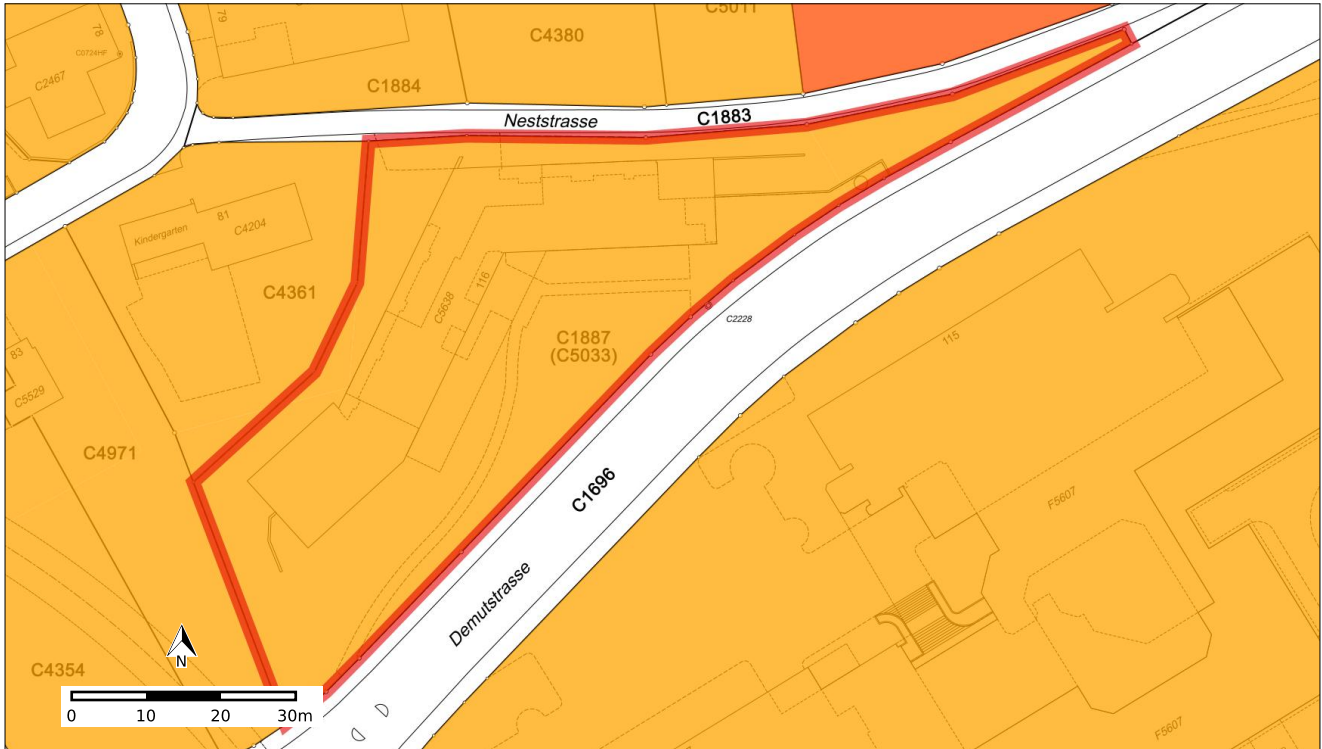 79
C5011
78
C0724HF
C4380
C2467
C1884
Neststrasse
C1883
81
Kindergarten
C4204
C4361
116
C5638
C2228
C1887
(C5033)
115
83
C5529
C4971
C1696
F5607
Demutstrasse
C4354
N
0 10 20 30m
F5607